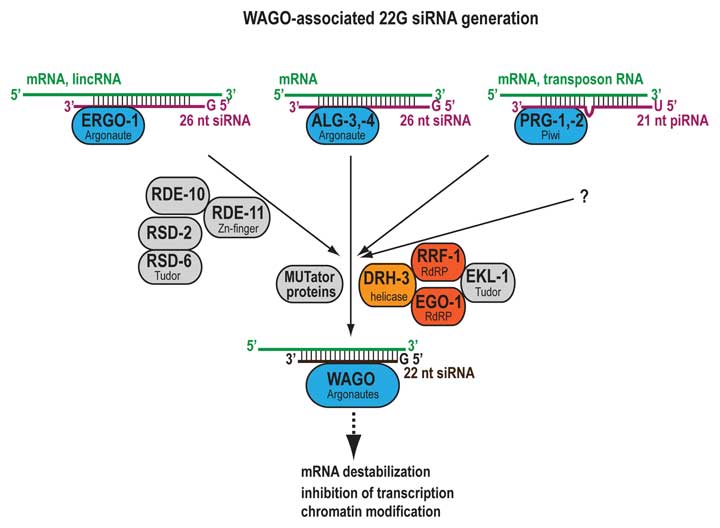 WAGO-associated 22G siRNA generation
mRNA, lincRNA
5’ 3’
3’ G 5’
ERGO-1
Argonaute
26 nt siRNA
mRNA
5’ 3’
3’ G 5’
ALG-3,-4
Argonaute
26 nt siRNA
mRNA, transposon RNA
5’ 3’
3’ U 5’
PRG-1,-2
Piwi
21 nt piRNA
?
RDE-10
RDE-11
Zn-finger
RSD-2
RSD-6
Tudor
MUTator
proteins
DRH-3
helicase
RRF-1
RdRP
EGO-1
RdRP
EKL-1
Tudor
5’ 3’
3’ G 5’
22 nt siRNA
WAGO
Argonautes
mRNA destabilization
inhibition of transcription
chromatin modification